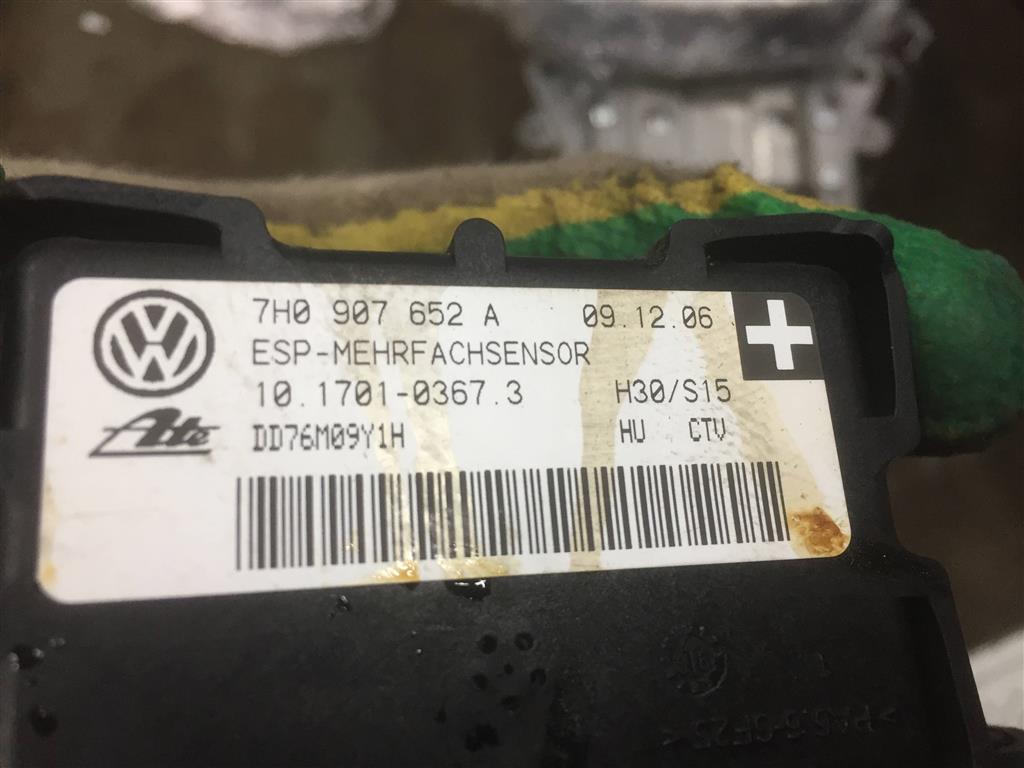 7H0 907 652 A 09.12.06
ESP-MEHRFACHSENSOR
10.1701-0367.3 H30/S15
Ate
DD76M09Y1H HU CTV